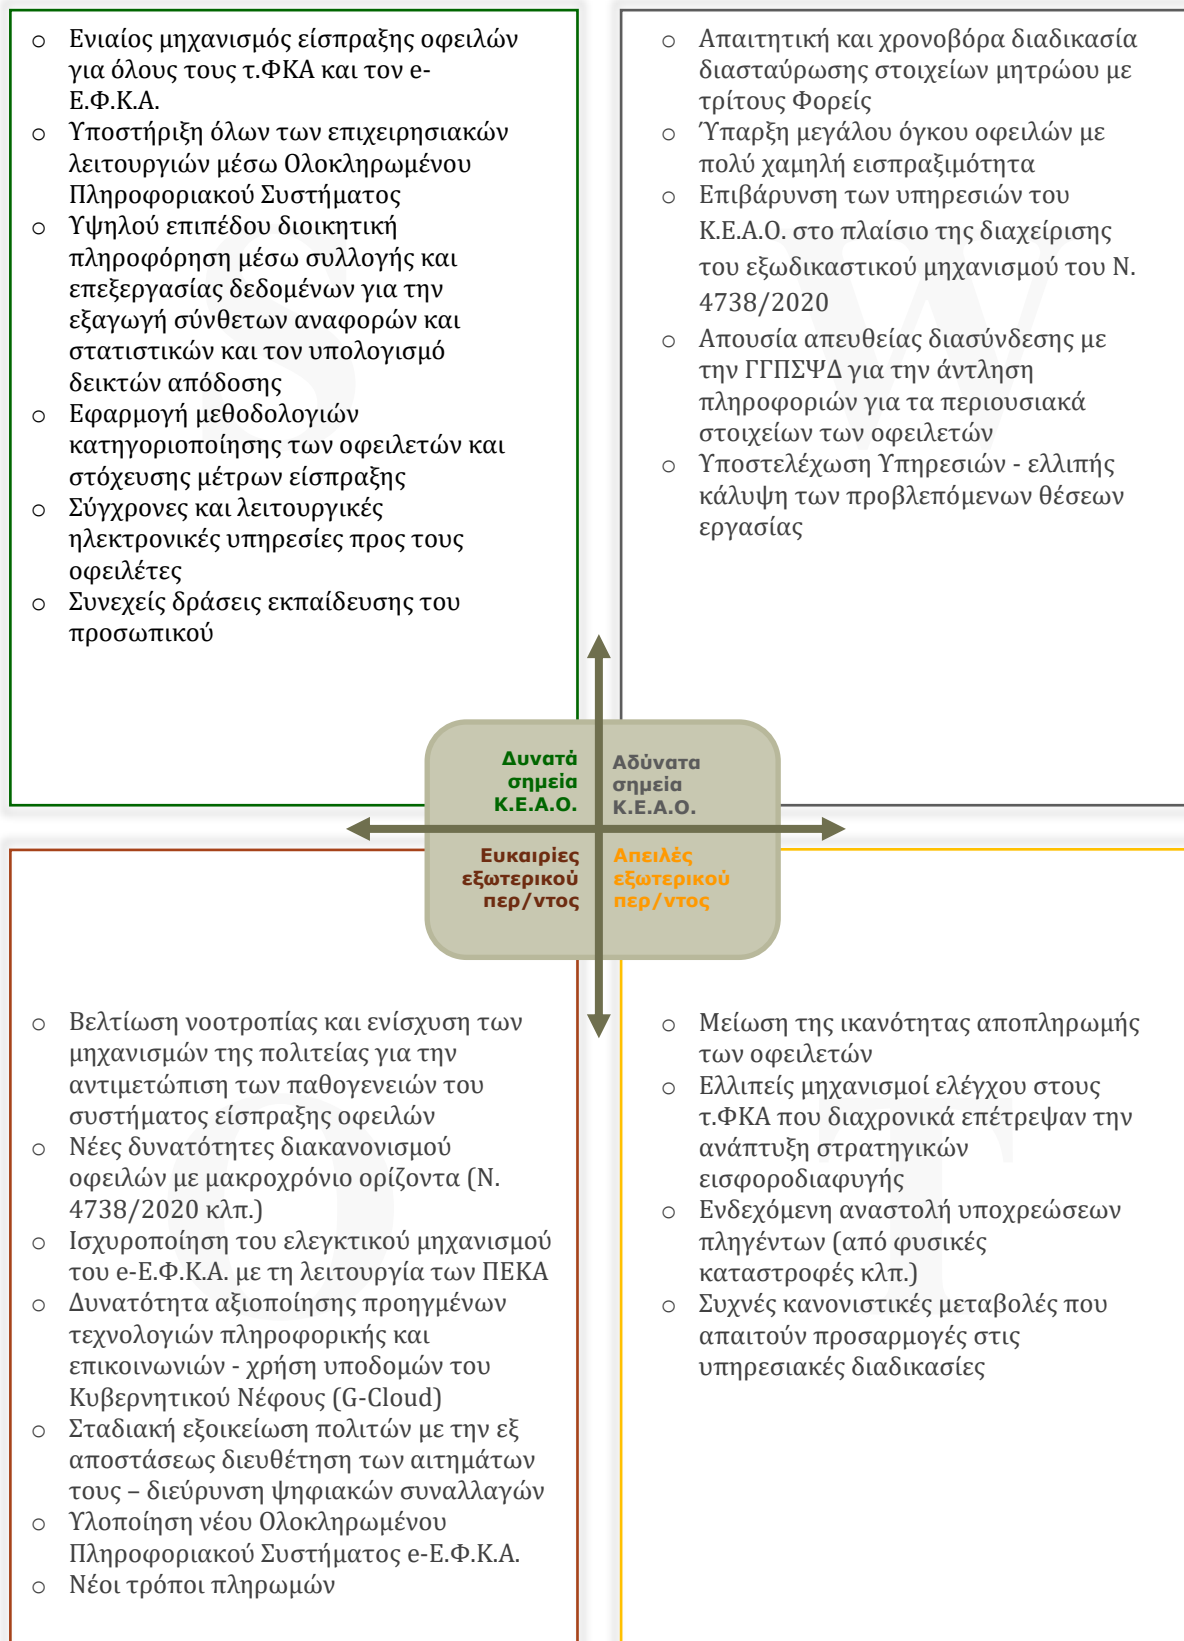 o Ενιαίος μηχανισμός είσπραξης οφειλών
για όλους τους τ.ΦΚΑ και τον e-
Ε.Φ.Κ.Α.
o Υποστήριξη όλων των επιχειρησιακών
λειτουργιών μέσω Ολοκληρωμένου
Πληροφοριακού Συστήματος
o Υψηλού επιπέδου διοικητική
πληροφόρηση μέσω συλλογής και
επεξεργασίας δεδομένων για την
εξαγωγή σύνθετων αναφορών και
στατιστικών και τον υπολογισμό
δεικτών απόδοσης
o Εφαρμογή μεθοδολογιών
κατηγοριοποίησης των οφειλετών και
στόχευσης μέτρων είσπραξης
o Σύγχρονες και λειτουργικές
ηλεκτρονικές υπηρεσίες προς τους
οφειλέτες
o Συνεχείς δράσεις εκπαίδευσης του
προσωπικού
S
o Απαιτητική και χρονοβόρα διαδικασία
διασταύρωσης στοιχείων μητρώου με
τρίτους Φορείς
o Ύπαρξη μεγάλου όγκου οφειλών με
πολύ χαμηλή εισπραξιμότητα
o Επιβάρυνση των υπηρεσιών του
Κ.Ε.Α.Ο. στο πλαίσιο της διαχείρισης
του εξωδικαστικού μηχανισμού του Ν.
4738/2020
o Απουσία απευθείας διασύνδεσης με
την ΓΓΠΣΨΔ για την άντληση
πληροφοριών για τα περιουσιακά
στοιχείων των οφειλετών
o Υποστελέχωση Υπηρεσιών - ελλιπής
κάλυψη των προβλεπόμενων θέσεων
εργασίας
W
Δυνατά
σημεία
Κ.Ε.Α.Ο.
Αδύνατα
σημεία
Κ.Ε.Α.Ο.
Ευκαιρίες
εξωτερικού
περ/ντος
Απειλές
εξωτερικού
περ/ντος
o Βελτίωση νοοτροπίας και ενίσχυση των
μηχανισμών της πολιτείας για την
αντιμετώπιση των παθογενειών του
συστήματος είσπραξης οφειλών
o Νέες δυνατότητες διακανονισμού
οφειλών με μακροχρόνιο ορίζοντα (Ν.
4738/2020 κλπ.)
o Ισχυροποίηση του ελεγκτικού μηχανισμού
του e-Ε.Φ.Κ.Α. με τη λειτουργία των ΠΕΚΑ
o Δυνατότητα αξιοποίησης προηγμένων
τεχνολογιών πληροφορικής και
επικοινωνιών - χρήση υποδομών του
Κυβερνητικού Νέφους (G-Cloud)
o Σταδιακή εξοικείωση πολιτών με την εξ
αποστάσεως διευθέτηση των αιτημάτων
τους – διεύρυνση ψηφιακών συναλλαγών
o Υλοποίηση νέου Ολοκληρωμένου
Πληροφοριακού Συστήματος e-Ε.Φ.Κ.Α.
o Νέοι τρόποι πληρωμών
O
o Μείωση της ικανότητας αποπληρωμής
των οφειλετών
o Ελλιπείς μηχανισμοί ελέγχου στους
τ.ΦΚΑ που διαχρονικά επέτρεψαν την
ανάπτυξη στρατηγικών
εισφοροδιαφυγής
o Ενδεχόμενη αναστολή υποχρεώσεων
πληγέντων (από φυσικές
καταστροφές κλπ.)
o Συχνές κανονιστικές μεταβολές που
απαιτούν προσαρμογές στις
υπηρεσιακές διαδικασίες
T